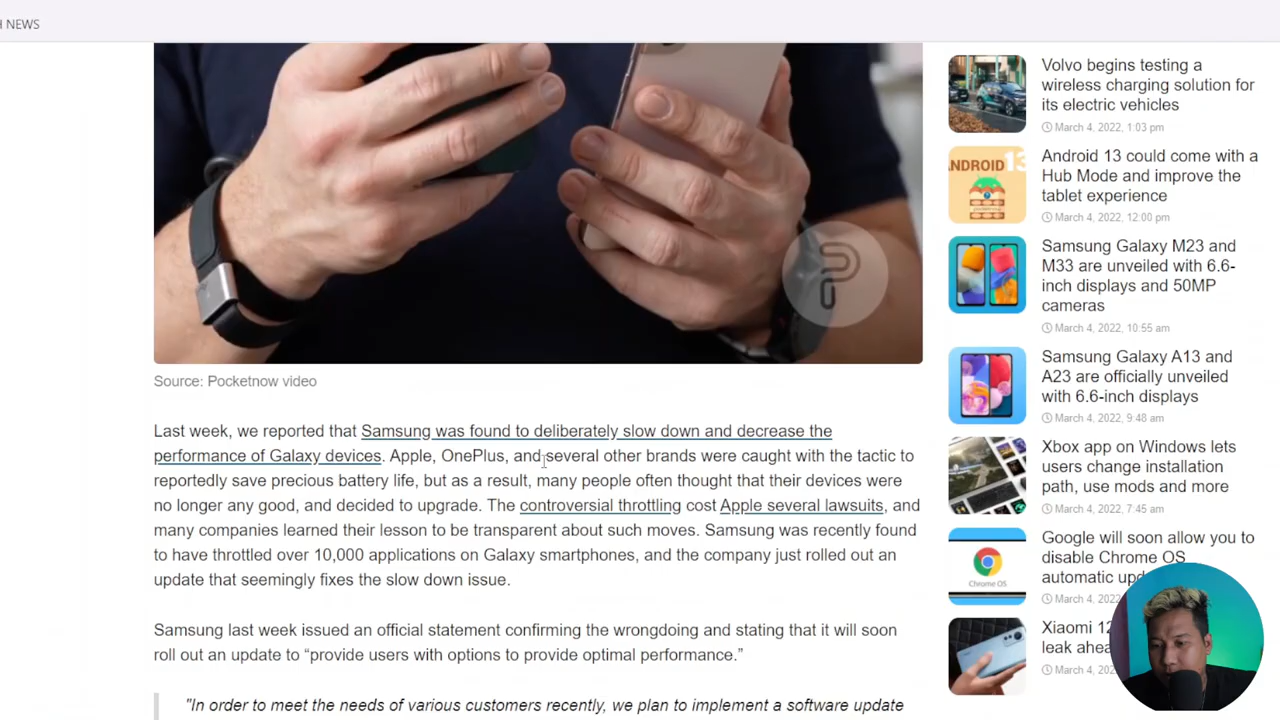 H NEWS
Source: Pocketnow video
Last week, we reported that Samsung was found to deliberately slow down and decrease the
performance of Galaxy devices. Apple, OnePlus, and several other brands were caught with the tactic to
reportedly save precious battery life, but as a result, many people often thought that their devices were
no longer any good, and decided to upgrade. The controversial throttling cost Apple several lawsuits, and
many companies learned their lesson to be transparent about such moves. Samsung was recently found
to have throttled over 10,000 applications on Galaxy smartphones, and the company just rolled out an
update that seemingly fixes the slow down issue.
Samsung last week issued an official statement confirming the wrongdoing and stating that it will soon
roll out an update to “provide users with options to provide optimal performance.”
"In order to meet the needs of various customers recently, we plan to implement a software update
Volvo begins testing a
wireless charging solution for
its electric vehicles
March 4, 2022, 1:03 pm
ANDROID 13
Android 13 could come with a
Hub Mode and improve the
tablet experience
March 4, 2022, 12:00 pm
Samsung Galaxy M23 and
M33 are unveiled with 6.6-
inch displays and 50MP
cameras
March 4, 2022, 10:55 am
Samsung Galaxy A13 and
A23 are officially unveiled
with 6.6-inch displays
March 4, 2022, 9:48 am
Xbox app on Windows lets
users change installation
path, use mods and more
March 4, 2022, 7:45 am
Chrome OS
Google will soon allow you to
disable Chrome OS
automatic upd
March 4, 2022
Xiaomi 12
leak ahea
March 4